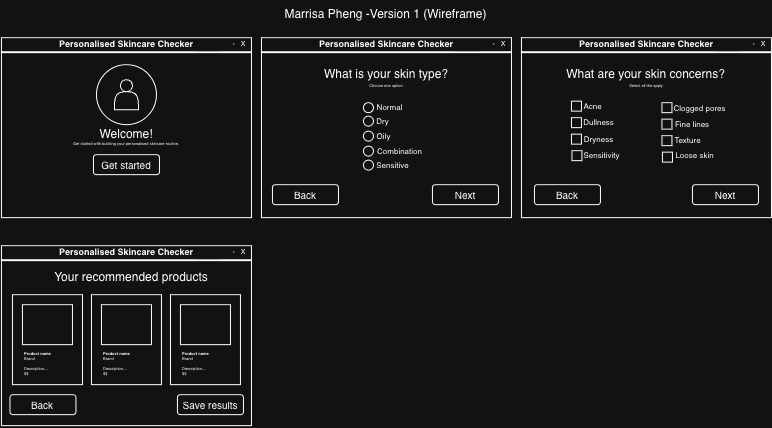 Marrisa Pheng -Version 1 (Wireframe)
Personalised Skincare Checker - X
Welcome!
Get started with building your personalised skincare routine.
Get started
Personalised Skincare Checker - X
What is your skin type?
Choose one option
Normal
Dry
Oily
Combination
Sensitive
Back
Next
Personalised Skincare Checker - X
What are your skin concerns?
Select all the apply
Acne
Dullness
Dryness
Sensitivity
Clogged pores
Fine lines
Texture
Loose skin
Back
Next
Personalised Skincare Checker - X
Your recommended products
Product name
Brand
Description...
$$
Product name
Brand
Description...
$$
Product name
Brand
Description...
$$
Back
Save results